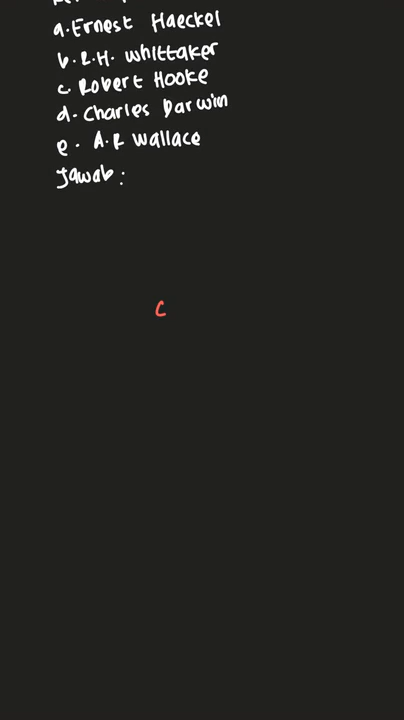 a. Ernest Haeckel
b. R.H. Whittaker
c. Robert Hooke
d. Charles Darwin
e. A.R Wallace
Jawab :
C